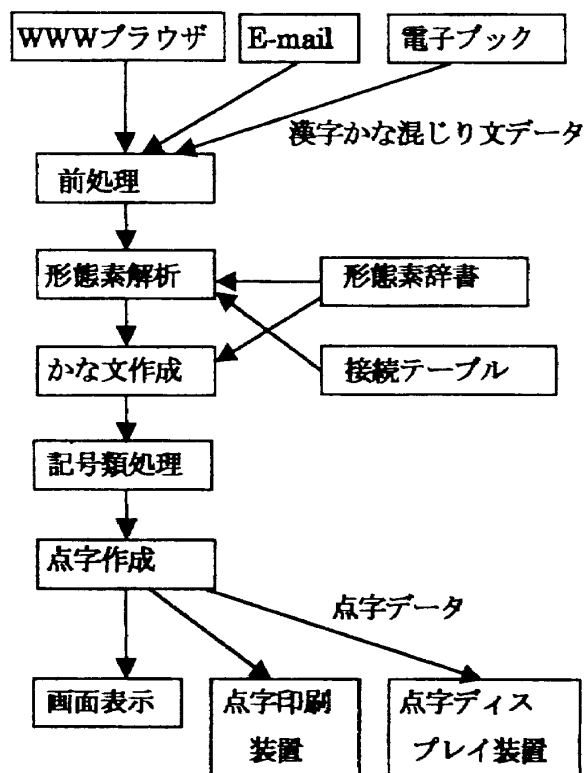 WWWブラウザ
E-mail
電子ブック
漢字かな混じり文データ
前処理
形態素解析
形態素辞書
かな文作成
接続テーブル
記号類処理
点字作成
点字データ
画面表示
点字印刷
装置
点字ディス
プレイ装置